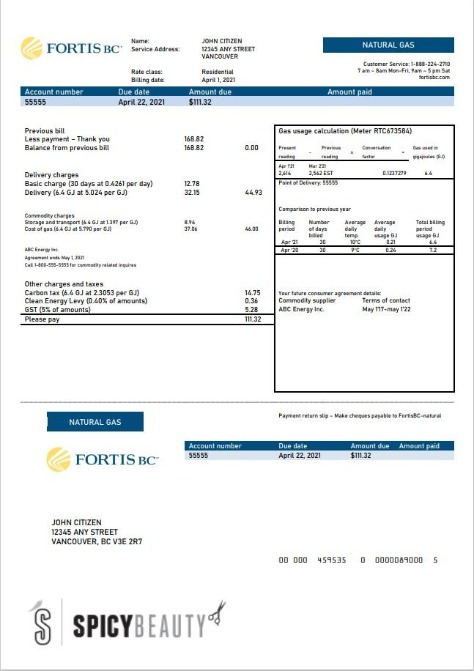 FORTIS BC
Name: JOHN CITIZEN
Service Address: 12345 ANY STREET
VANCOUVER
Rate class: Residential
Billing date: April 1, 2021
NATURAL GAS
Customer Service: 1-888-224-2710
7 am - 8am Mon-Fri, 9am - 5 pm Sat
fortisbc.com
Account number Due date Amount due Amount paid
55555 April 22, 2021 $111.32
Previous bill
Less payment - Thank you 168.82
Balance from previous bill 168.82 0.00
Delivery charges
Basic charge (30 days at 0.4261 per day) 12.78
Delivery (6.4 GJ at 5.024 per GJ) 32.15 44.93
Commodity charges
Storage and transport (6.4 GJ at 1.397 per GJ) 8.94
Cost of gas (6.4 GJ at 5.790 per GJ) 37.06 46.00
ABC Energy Inc.
Agreement ends May 1, 2021
Call 1-800-555-5555 for commodity related inquires
Other charges and taxes
Carbon tax (6.4 GJ at 2.3053 per GJ) 14.75
Clean Energy Levy (0.40% of amounts) 0.36
GST (5% of amounts) 5.28
Please pay 111.32
Gas usage calculation (Meter RTC673584)
Present reading - Previous reading x Conversation factor = Gas used in gigajoules (GJ)
Apr 1'21 Mar 2'21
2,614 2,562 EST 0.1237279 6.4
Point of Delivery: 55555
Comparison to previous year
Billing period Number of days billed Average daily temp. Average daily usage GJ Total billing usage GJ
Apr '21 30 10°C 0.21 6.4
Apr '20 30 9°C 0.24 7.2
Your future consumer agreement details:
Commodity supplier Terms of contact
ABC Energy Inc. May 1'17-may 1'22
NATURAL GAS
Payment return slip - Make cheques payable to FortisBC-natural
FORTIS BC
Account number Due date Amount due Amount paid
55555 April 22, 2021 $111.32
JOHN CITIZEN
12345 ANY STREET
VANCOUVER, BC V3E 2R7
00 000 459535 0 0000089000 5
S SPICYBEAUTY